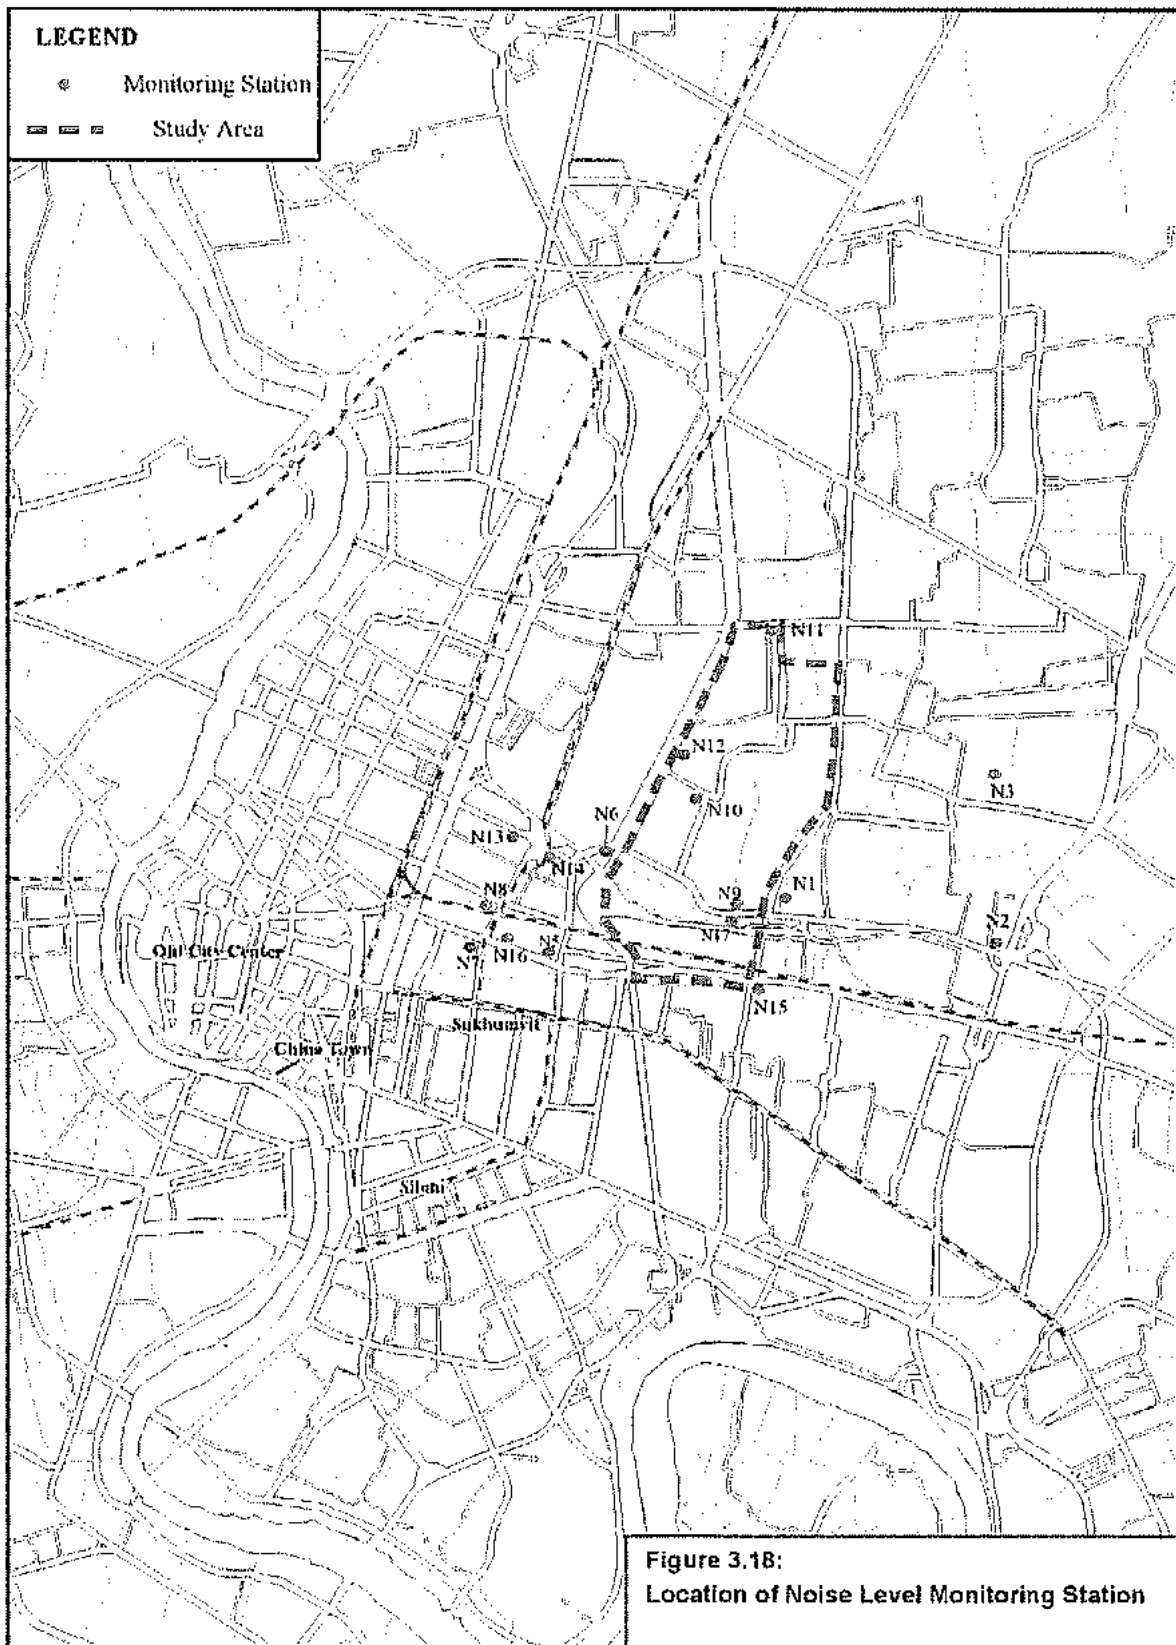 LEGEND
Monitoring Station
Study Area
N11
N12
N3
N10
N6
N13
N14
N9
N1
N8
N2
N17
N5
N16
N7
Old City Center
N15
Sukhumvit
China Town
Silom
Figure 3.18:
Location of Noise Level Monitoring Station